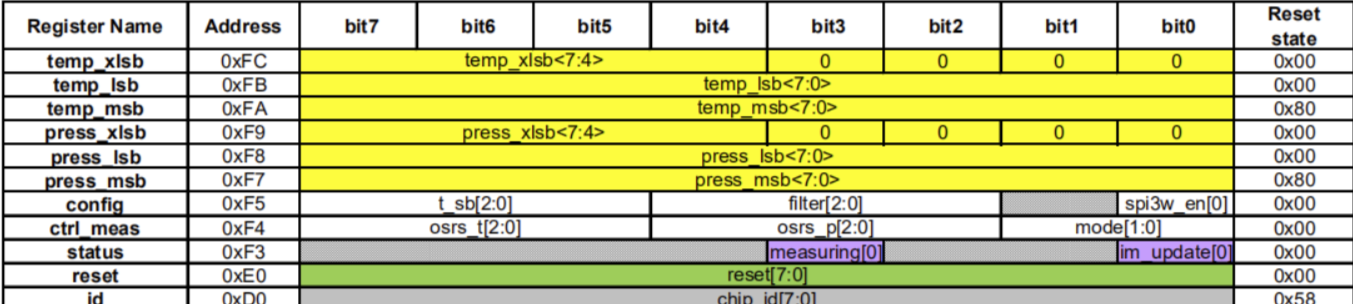 Register Name Address bit7 bit6 bit5 bit4 bit3 bit2 bit1 bit0 Reset state
temp_xlsb 0xFC temp_xlsb<7:4> 0 0 0 0 0x00
temp_lsb 0xFB temp_lsb<7:0> 0x00
temp_msb 0xFA temp_msb<7:0> 0x80
press_xlsb 0xF9 press_xlsb<7:4> 0 0 0 0 0x00
press_lsb 0xF8 press_lsb<7:0> 0x00
press_msb 0xF7 press_msb<7:0> 0x80
config 0xF5 t_sb[2:0] filter[2:0] spi3w_en[0] 0x00
ctrl_meas 0xF4 osrs_t[2:0] osrs_p[2:0] mode[1:0] 0x00
status 0xF3 measuring[0] im_update[0] 0x00
reset 0xE0 reset[7:0] 0x00
id 0xD0 chip_id[7:0] 0x58